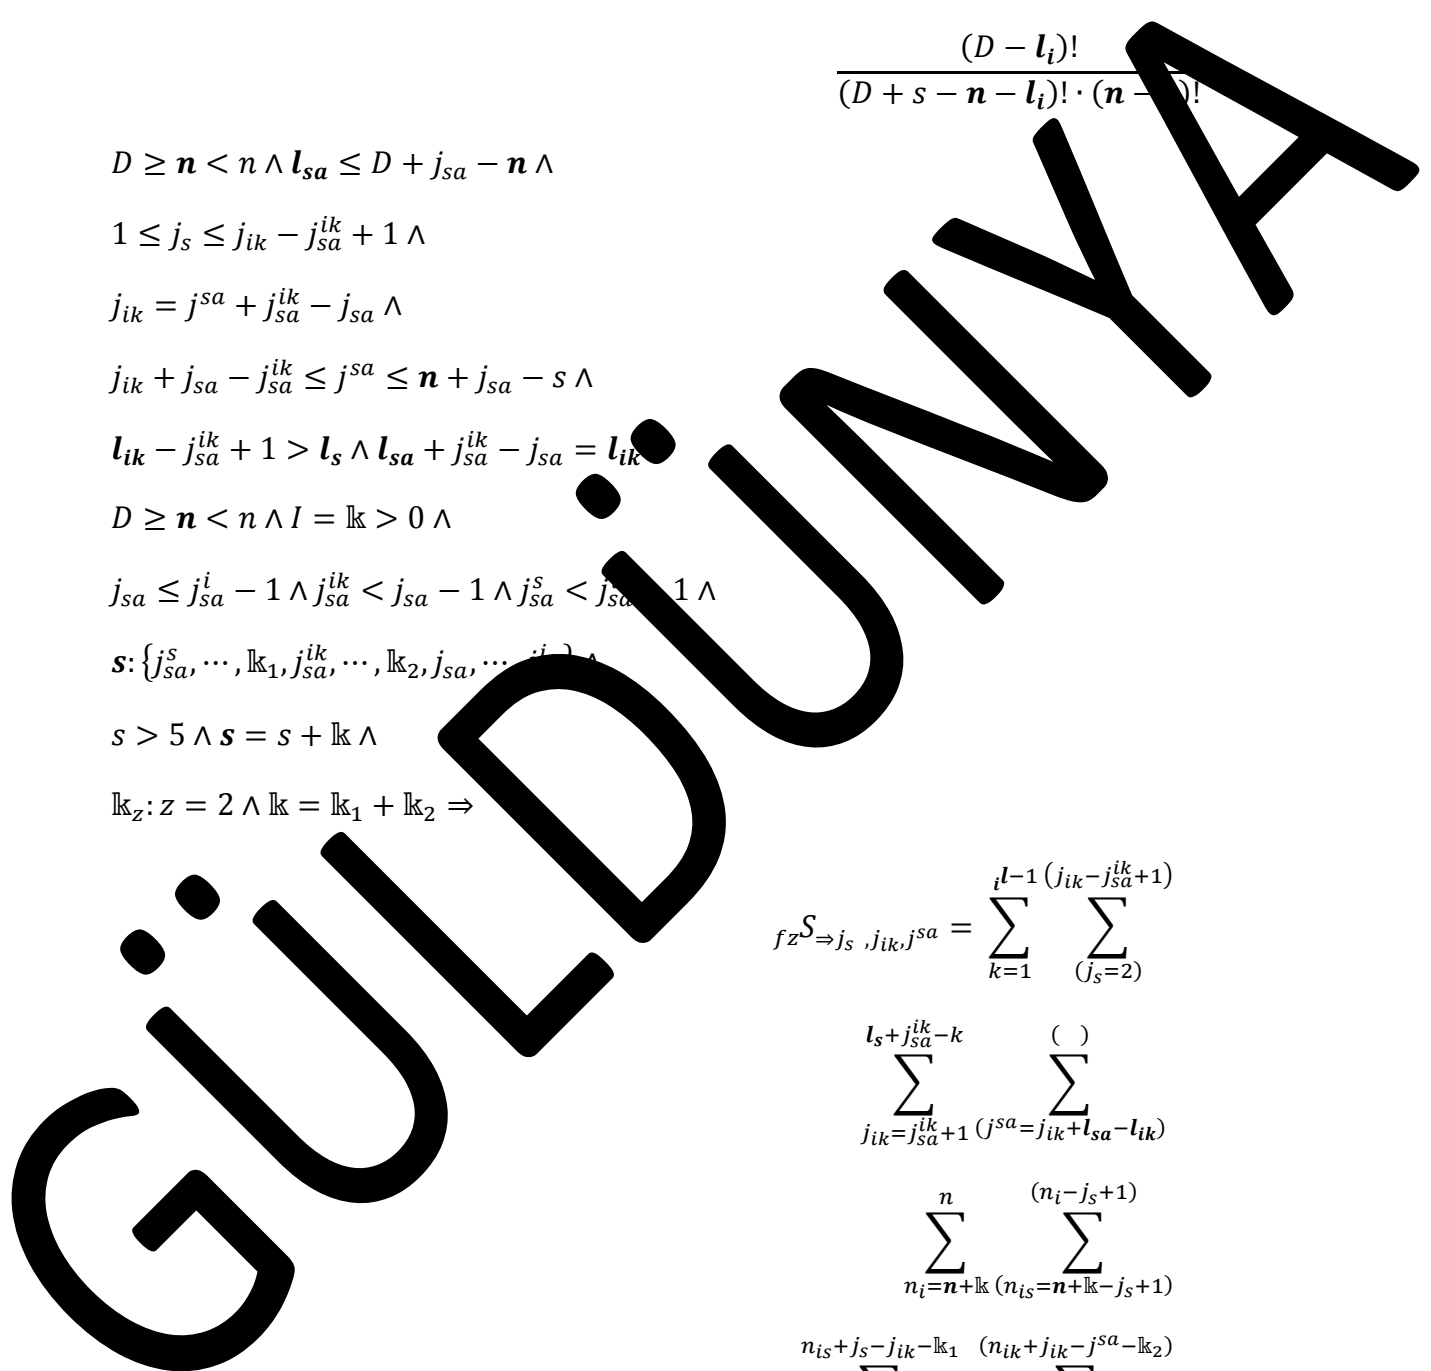 (D − l_i)!
(D + s − n − l_i)! · (n − )!
D ≥ n < n ∧ l_sa ≤ D + j_sa − n ∧
1 ≤ j_s ≤ j_ik − j_sa^ik + 1 ∧
j_ik = j^sa + j_sa^ik − j_sa ∧
j_ik + j_sa − j_sa^ik ≤ j^sa ≤ n + j_sa − s ∧
l_ik − j_sa^ik + 1 > l_s ∧ l_sa + j_sa^ik − j_sa = l_ik
D ≥ n < n ∧ I = 𝕜 > 0 ∧
j_sa ≤ j_sa^i − 1 ∧ j_sa^ik < j_sa − 1 ∧ j_sa^s < j_sa 1 ∧
s: {j_sa^s, ⋯ , 𝕜_1, j_sa^ik, ⋯ , 𝕜_2, j_sa, ⋯ } ∧
s > 5 ∧ s = s + 𝕜 ∧
𝕜_z: z = 2 ∧ 𝕜 = 𝕜_1 + 𝕜_2 ⇒
_il−1 (j_ik−j_sa^ik+1)
_fzS_⇒j_s ,j_ik,j^sa = ∑ ∑
k=1 (j_s=2)
l_s+j_sa^ik−k ( )
∑ ∑
j_ik=j_sa^ik+1 (j^sa=j_ik+l_sa−l_ik)
n (n_i−j_s+1)
∑ ∑
n_i=n+𝕜 (n_is=n+𝕜−j_s+1)
n_is+j_s−j_ik−𝕜_1 (n_ik+j_ik−j^sa−𝕜_2)
GÜLDÜNYA